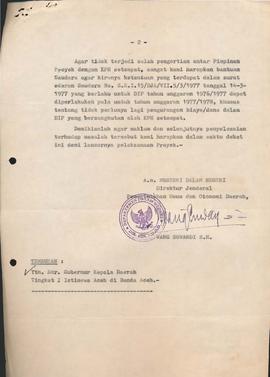 - 2 -
Agar tidak terjadi salah pengertian antar Pimpinan
Proyek dengan KPN setempat, sangat kami harapkan bantuan
Saudara agar kiranya ketentuan yang terdapat dalam surat
edaran Saudara No. S.E.I.15/DA/VII.5/3/1977 tanggal 14-3-
1977 yang berlaku untuk DIP tahun anggaran 1976/1977 dapat
diperlakukan pula untuk tahun anggaran 1977/1978, khusus
tentang tidak perlunya lagi pengurangan biaya/dana dalam
DIP yang bersangkutan oleh KPN setempat.
Demikianlah agar maklum dan selanjutnya penyelesaian
terhadap masalah tersebut kami harapkan dalam waktu dekat
ini demi lancarnya pelaksanaan Proyek.
a.n. MENTERI DALAM NEGERI
Direktur Jenderal
Umum dan Otonomi Daerah,
WANG SUWANDI S.H.
TEMBUSAN :
Yth. Sdr. Gubernur Kepala Daerah
Tingkat I Istimewa Aceh di Banda Aceh.-